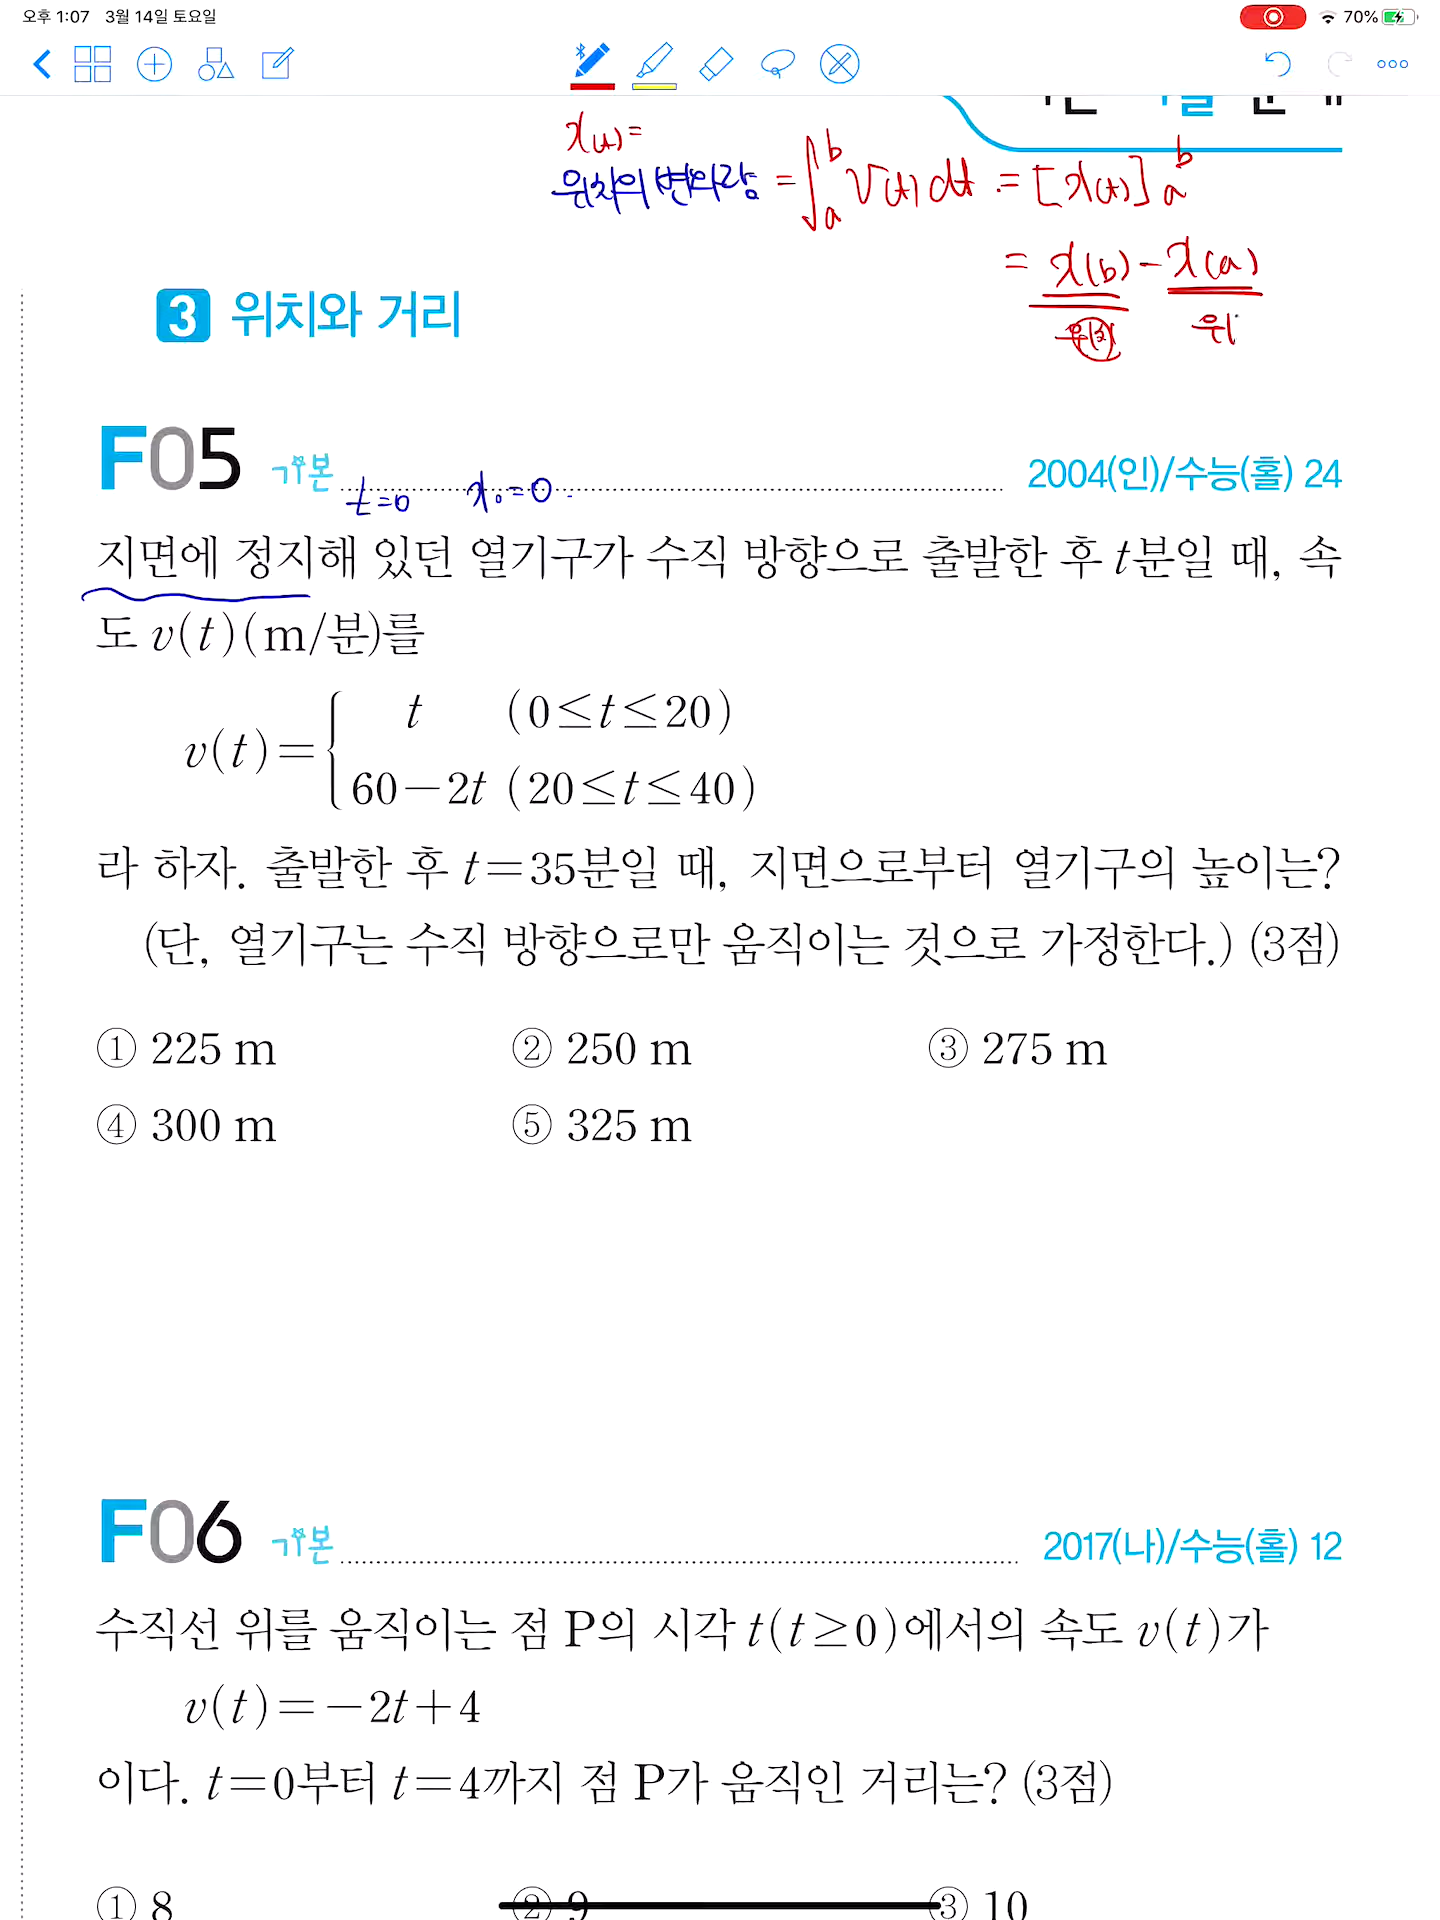 오후 1:07 3월 14일 토요일
70%
x(t)=
위치의 변화량 = ∫ₐᵇ v(t) dt = [x(t)]ₐᵇ
= x(b) - x(a)
위치 위
3 위치와 거리
F05 기본 2004(인)/수능(홀) 24
t=0 x₀=0
지면에 정지해 있던 열기구가 수직 방향으로 출발한 후 t분일 때, 속
도 v(t)(m/분)를
t (0≤t≤20)
v(t)=
60-2t (20≤t≤40)
라 하자. 출발한 후 t=35분일 때, 지면으로부터 열기구의 높이는?
(단, 열기구는 수직 방향으로만 움직이는 것으로 가정한다.) (3점)
① 225 m ② 250 m ③ 275 m
④ 300 m ⑤ 325 m
F06 기본 2017(나)/수능(홀) 12
수직선 위를 움직이는 점 P의 시각 t(t≥0)에서의 속도 v(t)가
v(t)=-2t+4
이다. t=0부터 t=4까지 점 P가 움직인 거리는? (3점)
① 8 ② 9 ③ 10